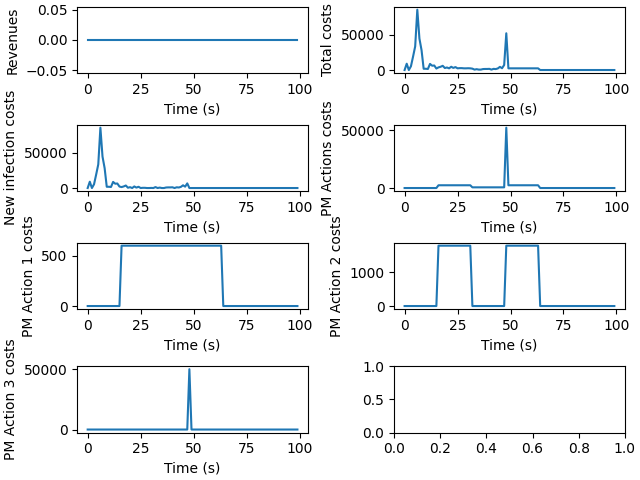 Revenues
0.05
0.00
−0.05
0 25 50 75 100
Time (s)
Total costs
50000
0
0 25 50 75 100
Time (s)
New infection costs
50000
0
0 25 50 75 100
Time (s)
PM Actions costs
50000
0
0 25 50 75 100
Time (s)
PM Action 1 costs
500
0
0 25 50 75 100
Time (s)
PM Action 2 costs
1000
0
0 25 50 75 100
Time (s)
PM Action 3 costs
50000
0
0 25 50 75 100
Time (s)
1.0
0.5
0.0
0.0 0.2 0.4 0.6 0.8 1.0